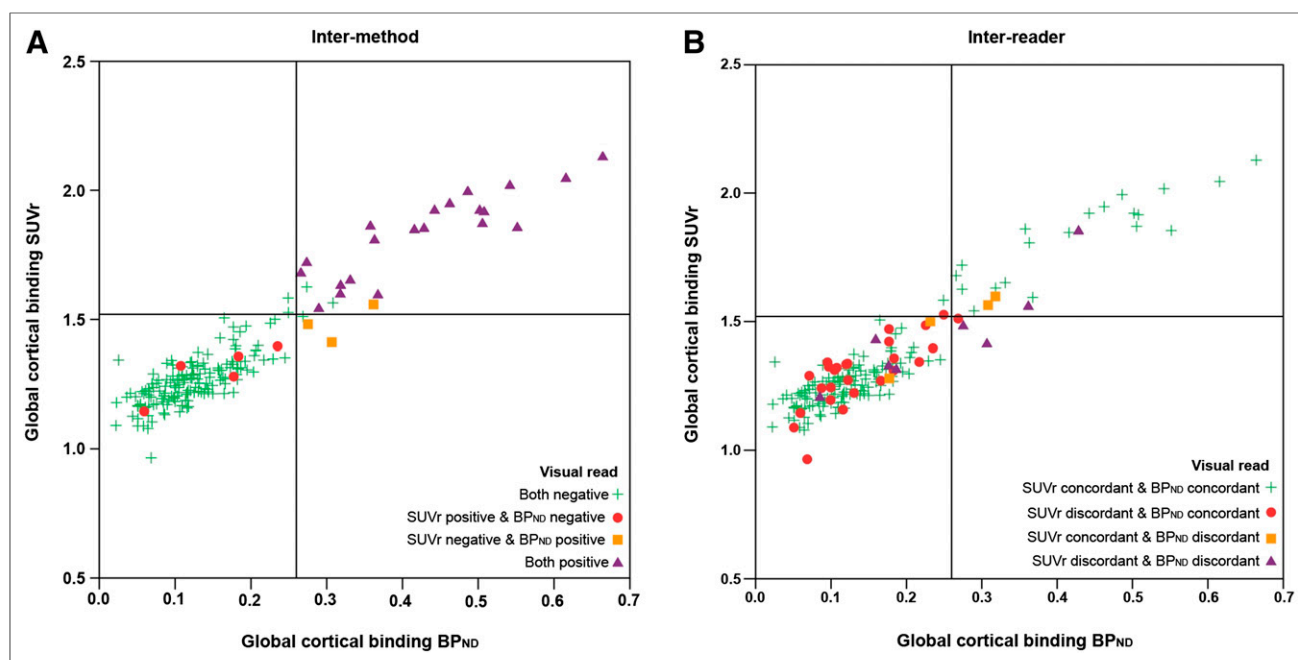 A
Inter-method
2.5
2.0
1.5
1.0
0.5
0.0
0.1
0.2
0.3
0.4
0.5
0.6
0.7
Global cortical binding SUVr
Global cortical binding BPND
Visual read
Both negative
SUVr positive & BPND negative
SUVr negative & BPND positive
Both positive
B
Inter-reader
2.5
2.0
1.5
1.0
0.5
0.0
0.1
0.2
0.3
0.4
0.5
0.6
0.7
Global cortical binding SUVr
Global cortical binding BPND
Visual read
SUVr concordant & BPND concordant
SUVr discordant & BPND concordant
SUVr concordant & BPND discordant
SUVr discordant & BPND discordant